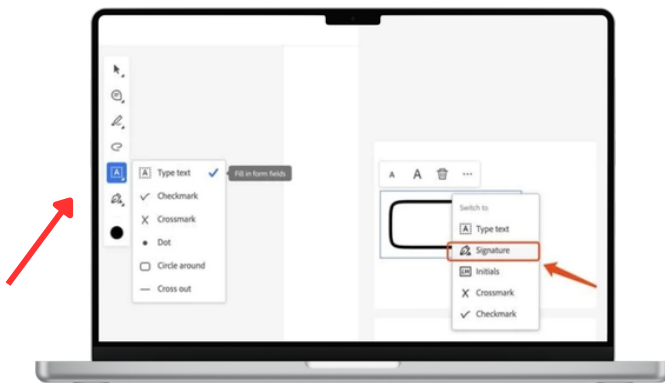 A
A Type text
Fill in form fields
Checkmark
X Crossmark
Dot
Circle around
Cross out
A A ...
Switch to
A Type text
Signature
LM Initials
X Crossmark
Checkmark